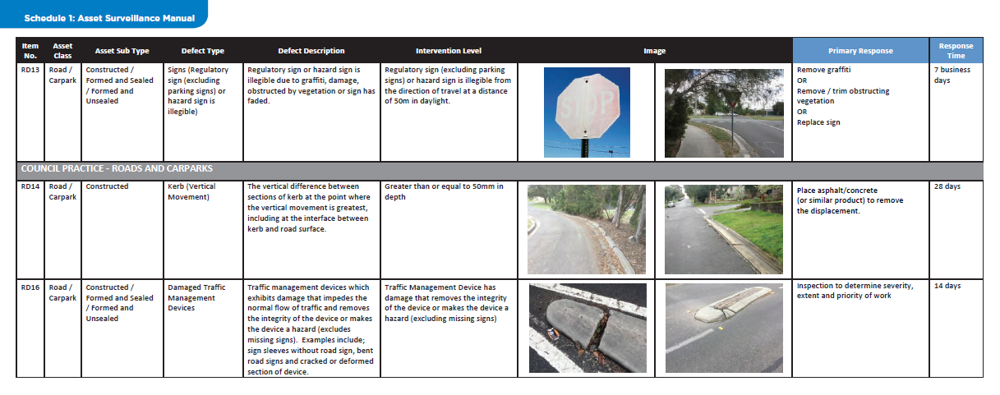 Schedule 1: Asset Surveillance Manual
Item
No.
Asset
Class
Asset Sub Type
Defect Type
Defect Description
Intervention Level
Image
Primary Response
Response
Time
RD13
Road /
Carpark
Constructed /
Formed and Sealed
/ Formed and
Unsealed
Signs (Regulatory
sign (excluding
parking signs) or
hazard sign is
illegible)
Regulatory sign or hazard sign is
illegible due to graffiti, damage,
obstructed by vegetation or sign has
faded.
Regulatory sign (excluding parking
signs) or hazard sign is illegible from
the direction of travel at a distance
of 50m in daylight.
STOP
Remove graffiti
OR
Remove / trim obstructing
vegetation
OR
Replace sign
7 business
days
COUNCIL PRACTICE - ROADS AND CARPARKS
RD14
Road /
Carpark
Constructed
Kerb (Vertical
Movement)
The vertical difference between
sections of kerb at the point where
the vertical movement is greatest,
including at the interface between
kerb and road surface.
Greater than or equal to 50mm in
depth
Place asphalt/concrete
(or similar product) to remove
the displacement.
28 days
RD16
Road /
Carpark
Constructed /
Formed and Sealed
/ Formed and
Unsealed
Damaged Traffic
Management
Devices
Traffic management devices which
exhibits damage that impedes the
normal flow of traffic and removes
the integrity of the device or makes
the device a hazard (excludes
missing signs). Examples include;
sign sleeves without road sign, bent
road signs and cracked or deformed
section of device.
Traffic Management Device has
damage that removes the integrity
of the device or makes the device a
hazard (excluding missing signs)
Inspection to determine severity,
extent and priority of work
14 days